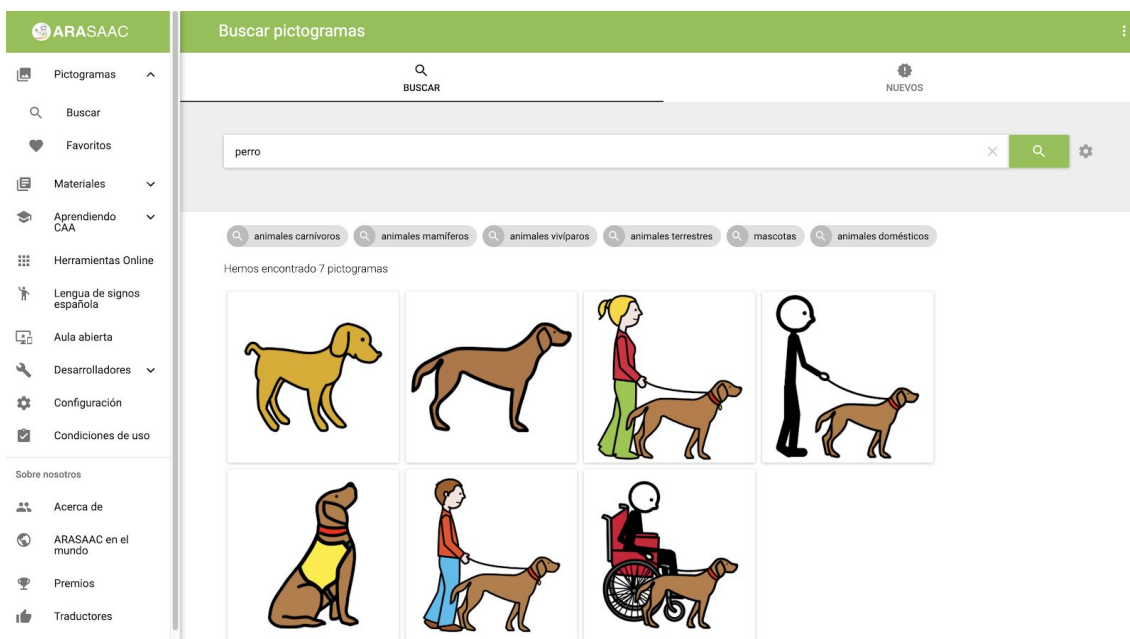 ARASAAC
Pictogramas
Buscar
Favoritos
Materiales
Aprendiendo
CAA
Herramientas Online
Lengua de signos
española
Aula abierta
Desarrolladores
Configuración
Condiciones de uso
Sobre nosotros
Acerca de
ARASAAC en el
mundo
Premios
Traductores
Buscar pictogramas
BUSCAR
NUEVOS
perro
animales carnívoros
animales mamíferos
animales vivíparos
animales terrestres
mascotas
animales domésticos
Hemos encontrado 7 pictogramas